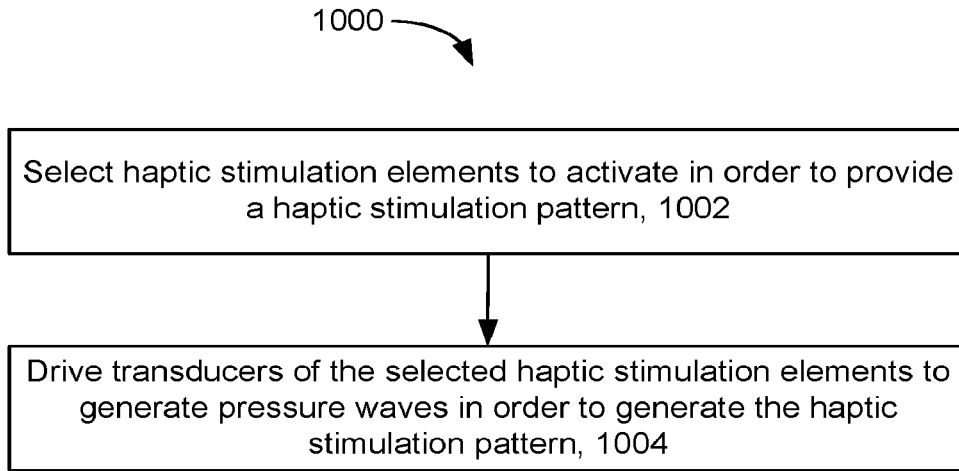 1000
Select haptic stimulation elements to activate in order to provide
a haptic stimulation pattern, 1002
Drive transducers of the selected haptic stimulation elements to
generate pressure waves in order to generate the haptic
stimulation pattern, 1004